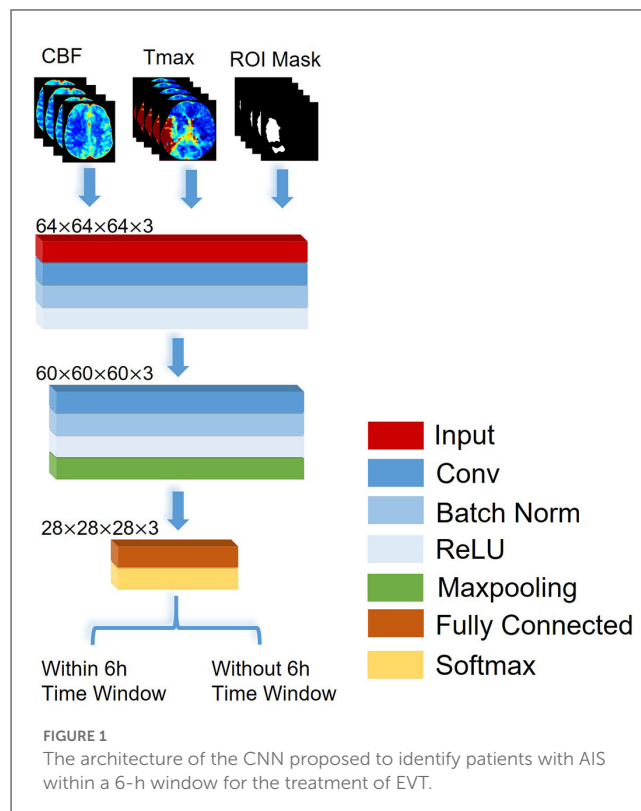 CBF
Tmax
ROI Mask
64×64×64×3
60×60×60×3
28×28×28×3
Within 6h
Time Window
Without 6h
Time Window
Input
Conv
Batch Norm
ReLU
Maxpooling
Fully Connected
Softmax
FIGURE 1
The architecture of the CNN proposed to identify patients with AIS
within a 6-h window for the treatment of EVT.